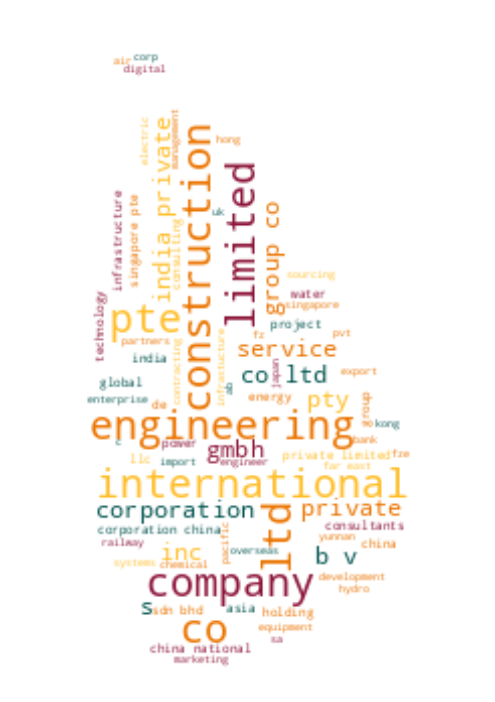 air corp
digital
electric
india private
management
construction
hong
limited
infrastructure
singapore pte
consulting
uk
group co
sourcing
water
singapore
technology
pte
partners
project
fz
pvt
india
contracting
infrastructure
service
japan
global
ab
co ltd
export
enterprise
de
energy
pty
group
engineering
kong
c
power
gmbh
bank
llc
import
engineer
private limited
fze
far east
international
corporation
ltd
private
corporation china
pacific
consultants
railway
inc
overseas
yunnan
china
b v
systems
chemical
company
development
hydro
s
sdn bhd
asia
holding
co
equipment
sa
china national
marketing